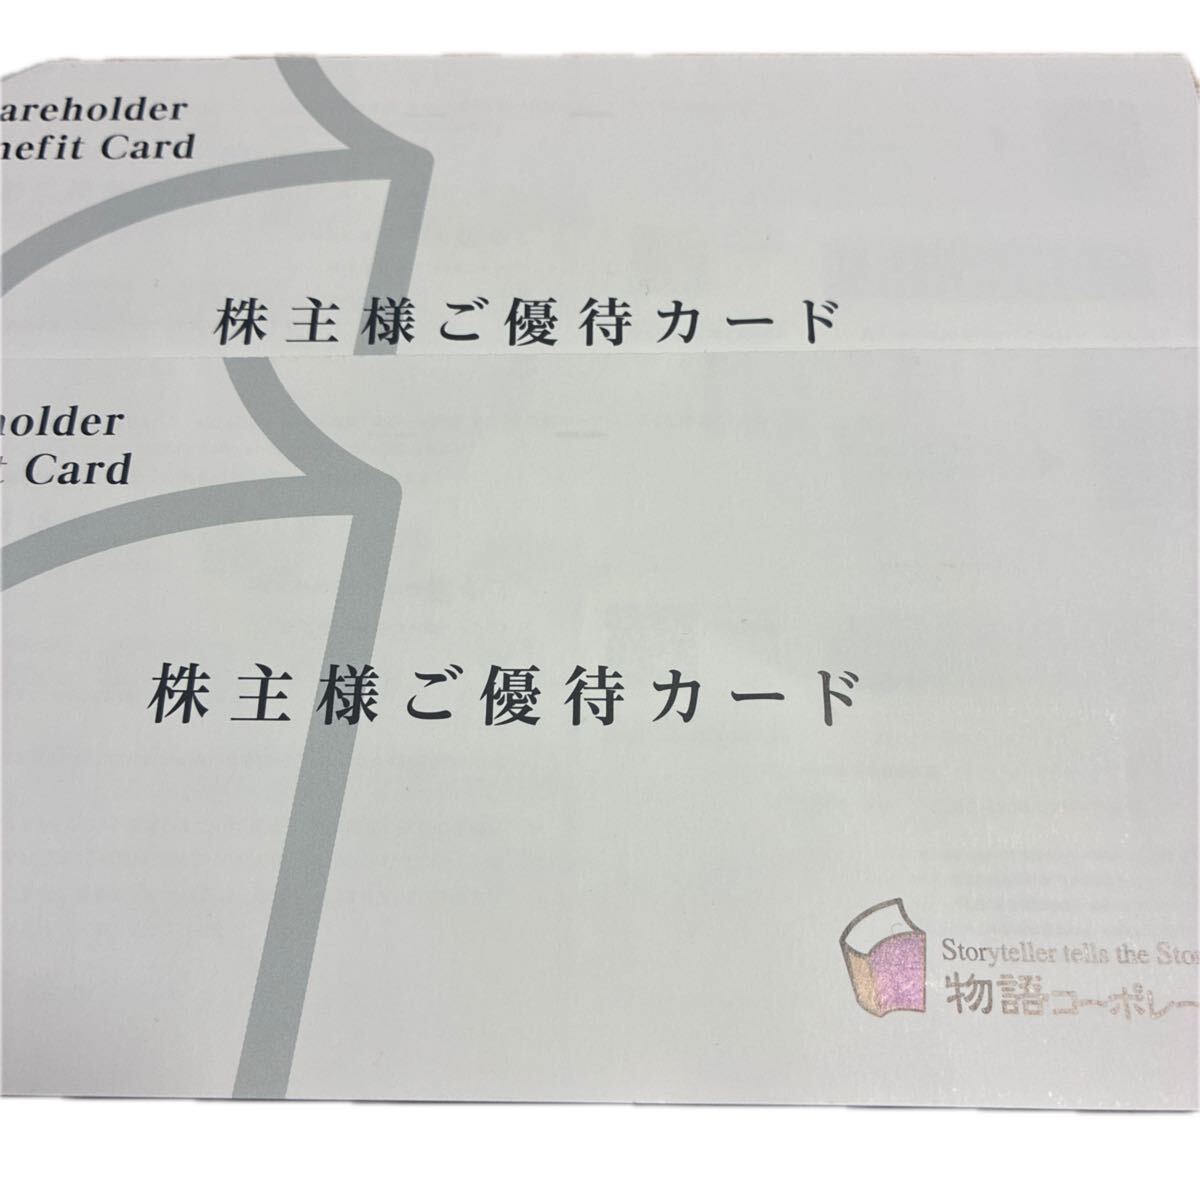 areholder
nefit Card
株主様ご優待カード
holder
t Card
株主様ご優待カード
Storyteller tells the Sto
物語コーポレー